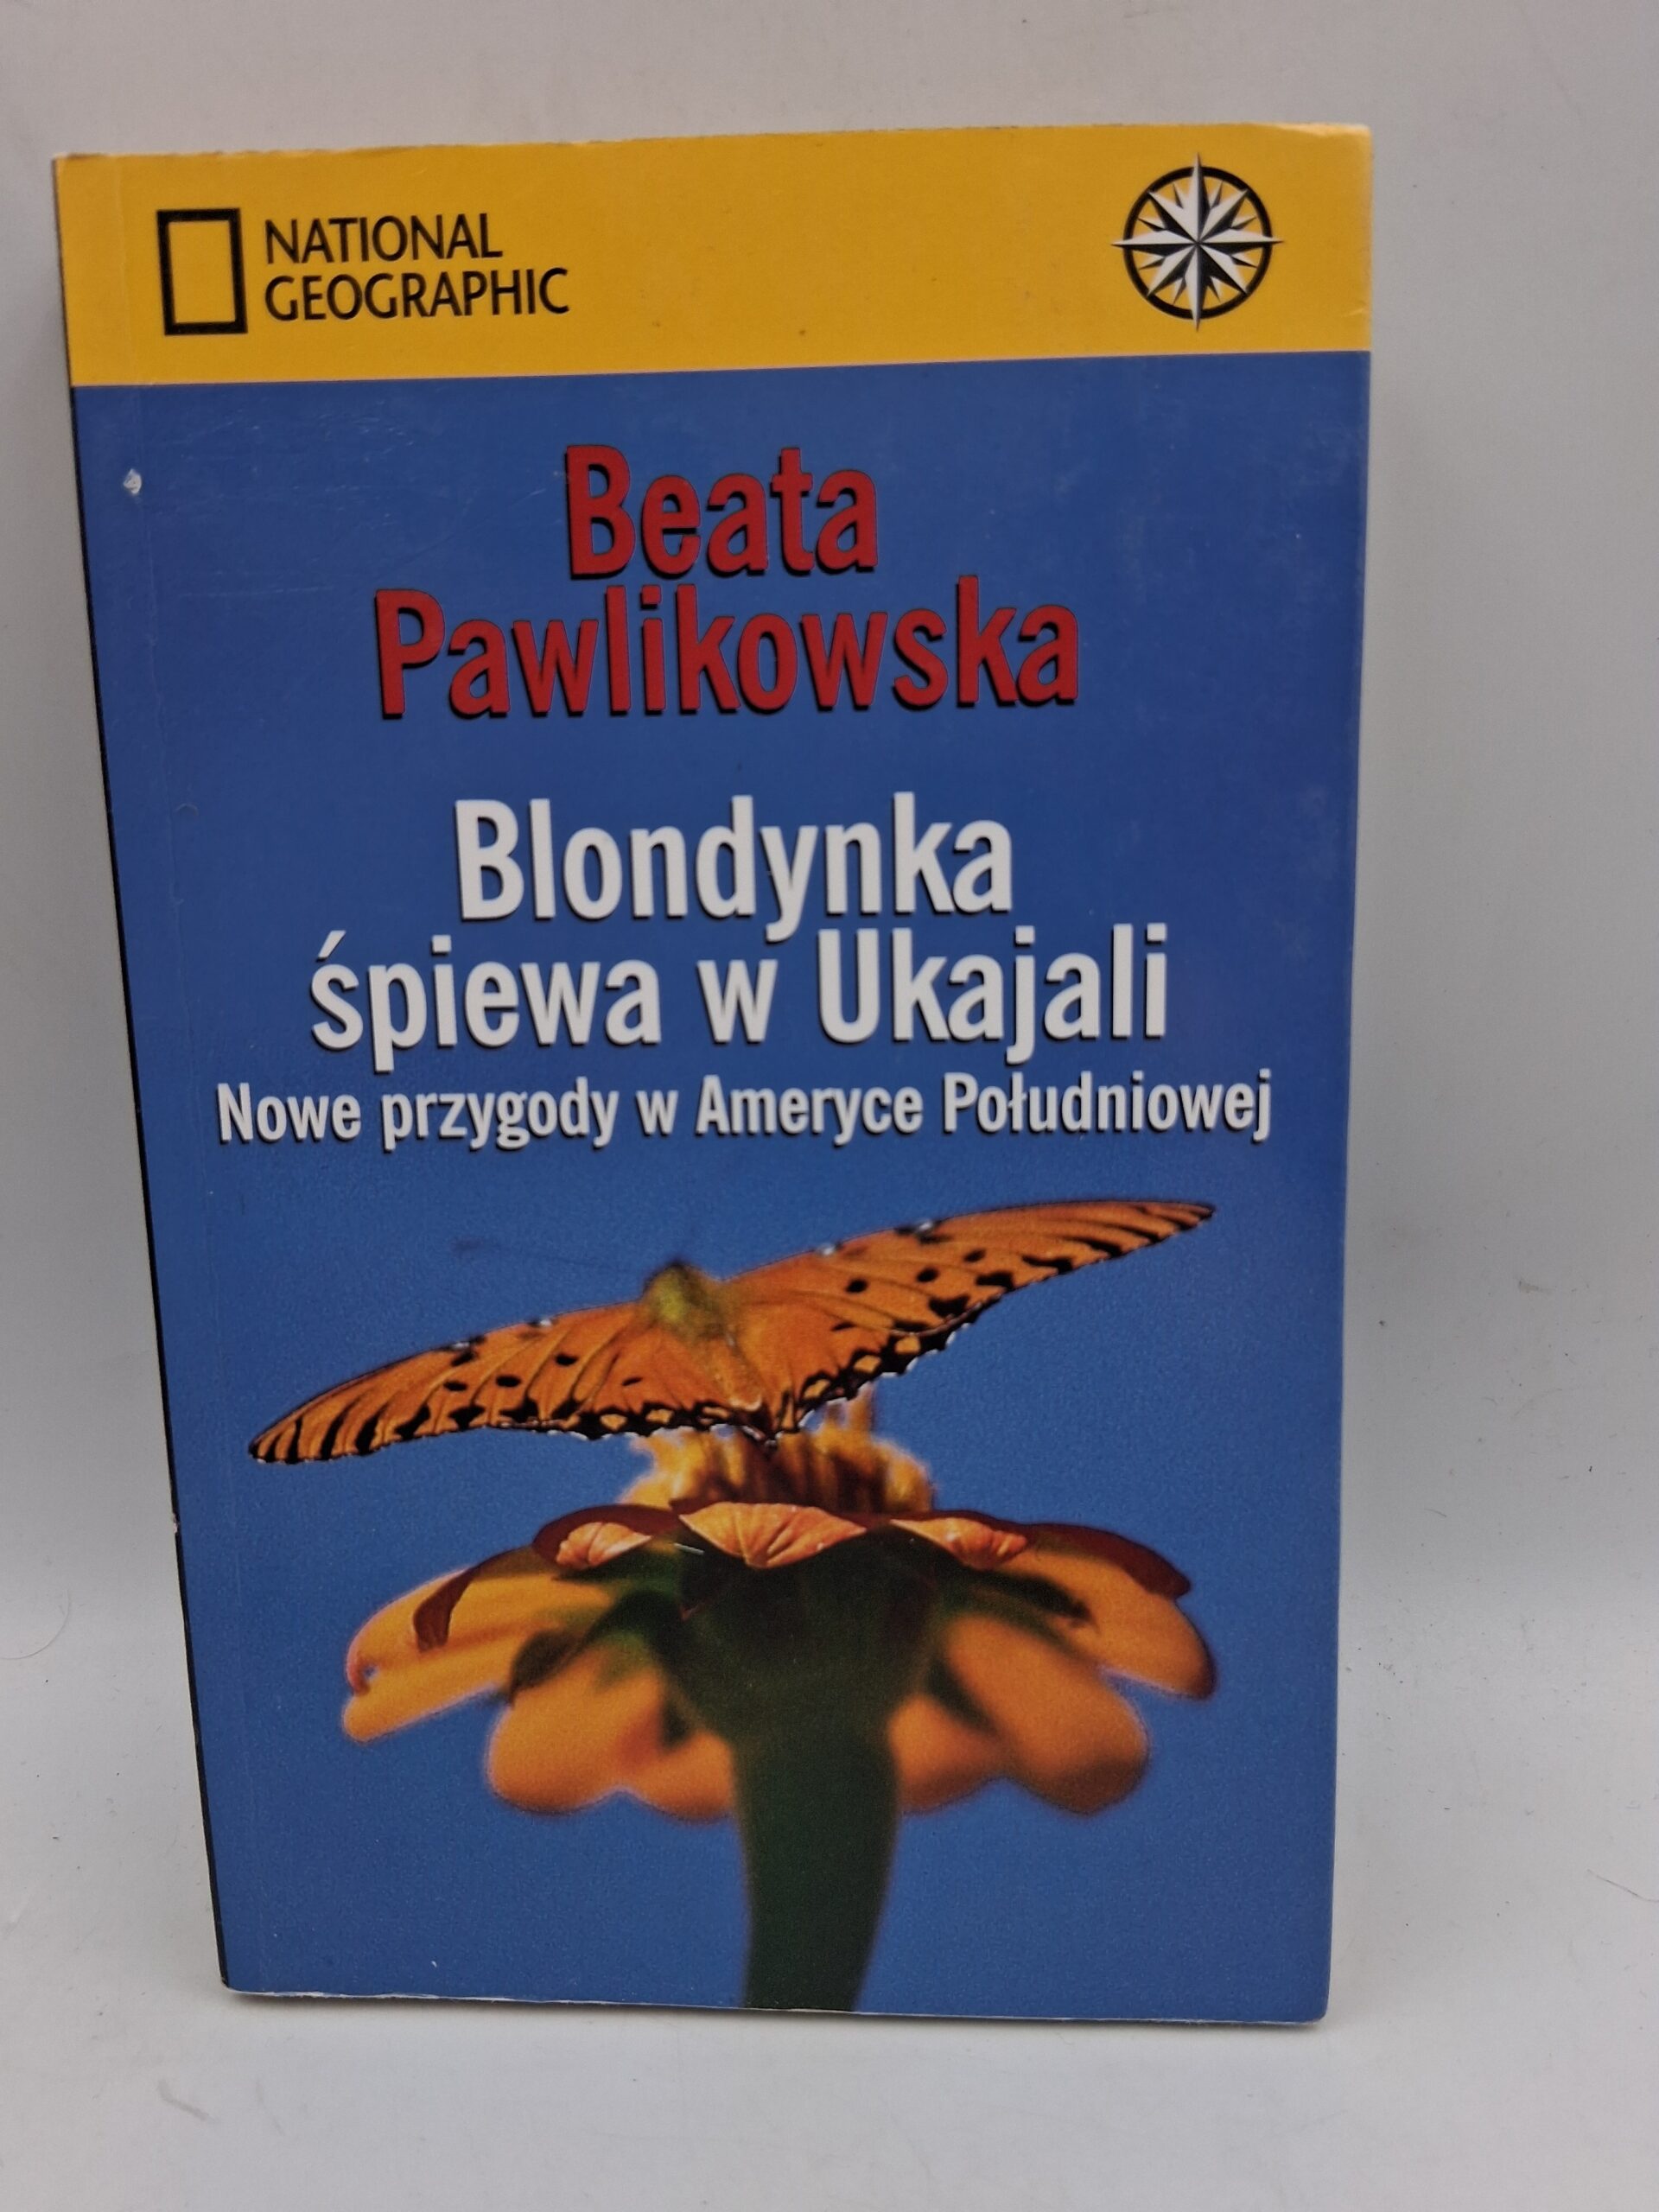 NATIONAL
GEOGRAPHIC
Beata
Pawlikowska
Blondynka
śpiewa w Ukajali
Nowe przygody w Ameryce Południowej